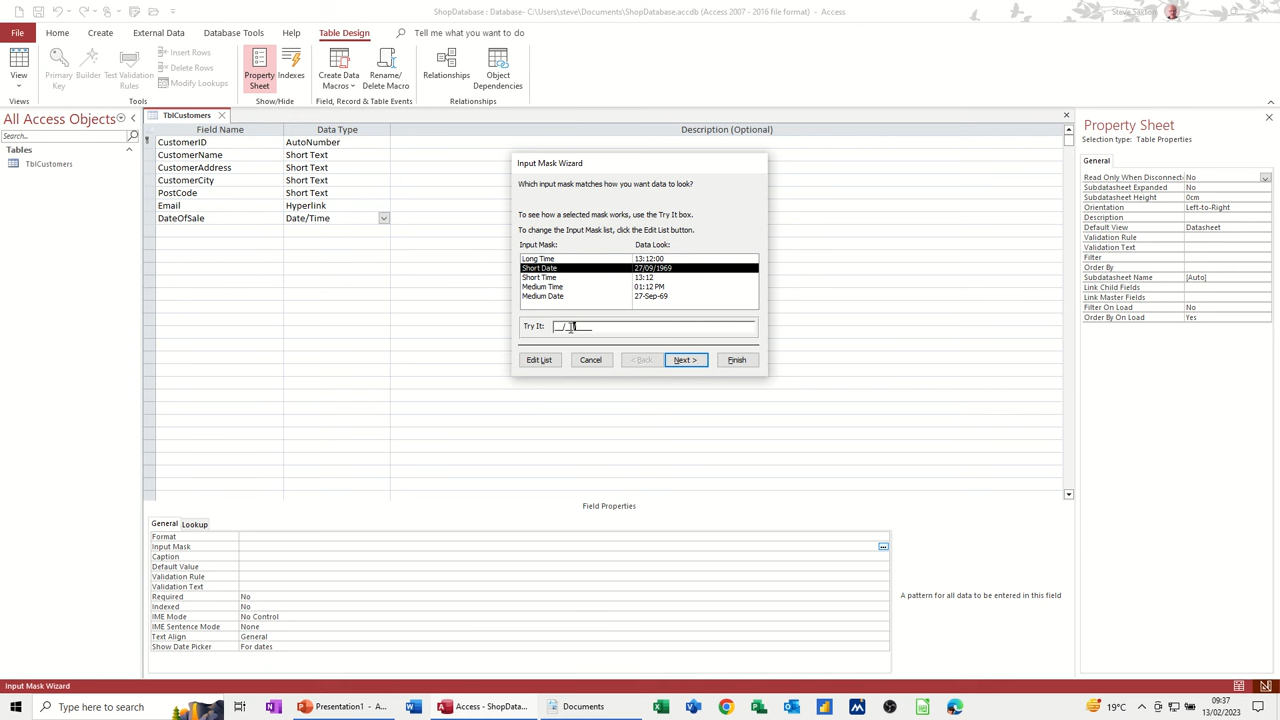 ShopDatabase : Database- C:\Users\steve\Documents\ShopDatabase.accdb (Access 2007 - 2016 file format) - Access
File
Home
Create
External Data
Database Tools
Help
Table Design
Tell me what you want to do
View
Primary
Key
Builder
Test Validation
Rules
Insert Rows
Delete Rows
Modify Lookups
Property
Sheet
Indexes
Create Data
Macros
Rename/
Delete Macro
Relationships
Object
Dependencies
Views
Tools
Show/Hide
Field, Record & Table Events
Relationships
All Access Objects
Search...
Tables
TblCustomers
TblCustomers
Field Name
Data Type
Description (Optional)
CustomerID
AutoNumber
CustomerName
Short Text
CustomerAddress
Short Text
CustomerCity
Short Text
PostCode
Short Text
Email
Hyperlink
DateOfSale
Date/Time
Input Mask Wizard
Which input mask matches how you want data to look?
To see how a selected mask works, use the Try It box.
To change the Input Mask list, click the Edit List button.
Input Mask:
Data Look:
Long Time
13:12:00
Short Date
27/09/1969
Short Time
13:12
Medium Time
01:12 PM
Medium Date
27-Sep-69
Try It:
Edit List
Cancel
< Back
Next >
Finish
Field Properties
General
Lookup
Format
Input Mask
Caption
Default Value
Validation Rule
Validation Text
Required
No
Indexed
No
IME Mode
No Control
IME Sentence Mode
None
Text Align
General
Show Date Picker
For dates
A pattern for all data to be entered in this field
Property Sheet
Selection type: Table Properties
General
Read Only When Disconnect
No
Subdatasheet Expanded
No
Subdatasheet Height
0cm
Orientation
Left-to-Right
Description
Default View
Datasheet
Validation Rule
Validation Text
Filter
Order By
Subdatasheet Name
[Auto]
Link Child Fields
Link Master Fields
Filter On Load
No
Order By On Load
Yes
Input Mask Wizard
Type here to search
Presentation1 - A...
Access - ShopData...
Documents
19°C
09:37
13/02/2023